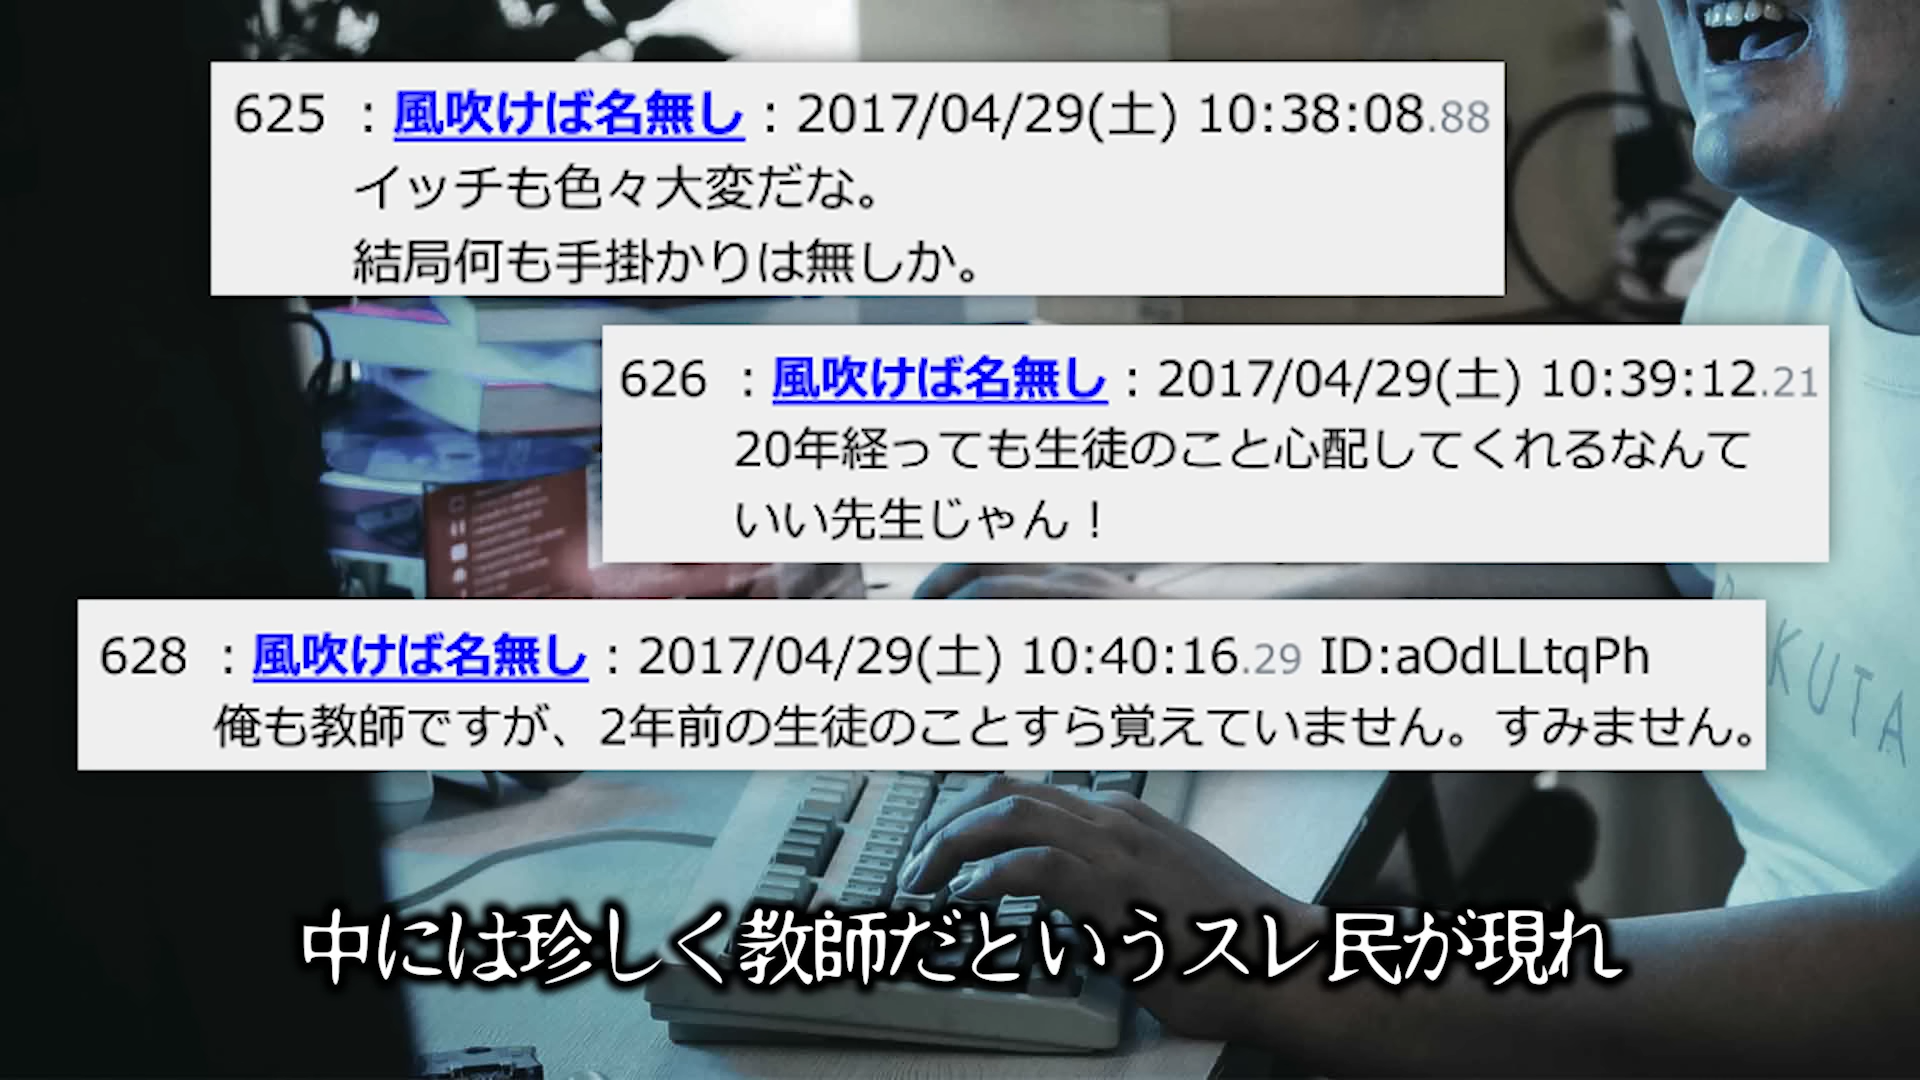 625 ：風吹けば名無し：2017/04/29(土) 10:38:08.88
イッチも色々大変だな。
結局何も手掛かりは無しか。
626 ：風吹けば名無し：2017/04/29(土) 10:39:12.21
20年経っても生徒のこと心配してくれるなんて
いい先生じゃん！
628 ：風吹けば名無し：2017/04/29(土) 10:40:16.29 ID:aOdLLtqPh
俺も教師ですが、2年前の生徒のことすら覚えていません。すみません。
KUTA
中には珍しく教師だというスレ民が現れ